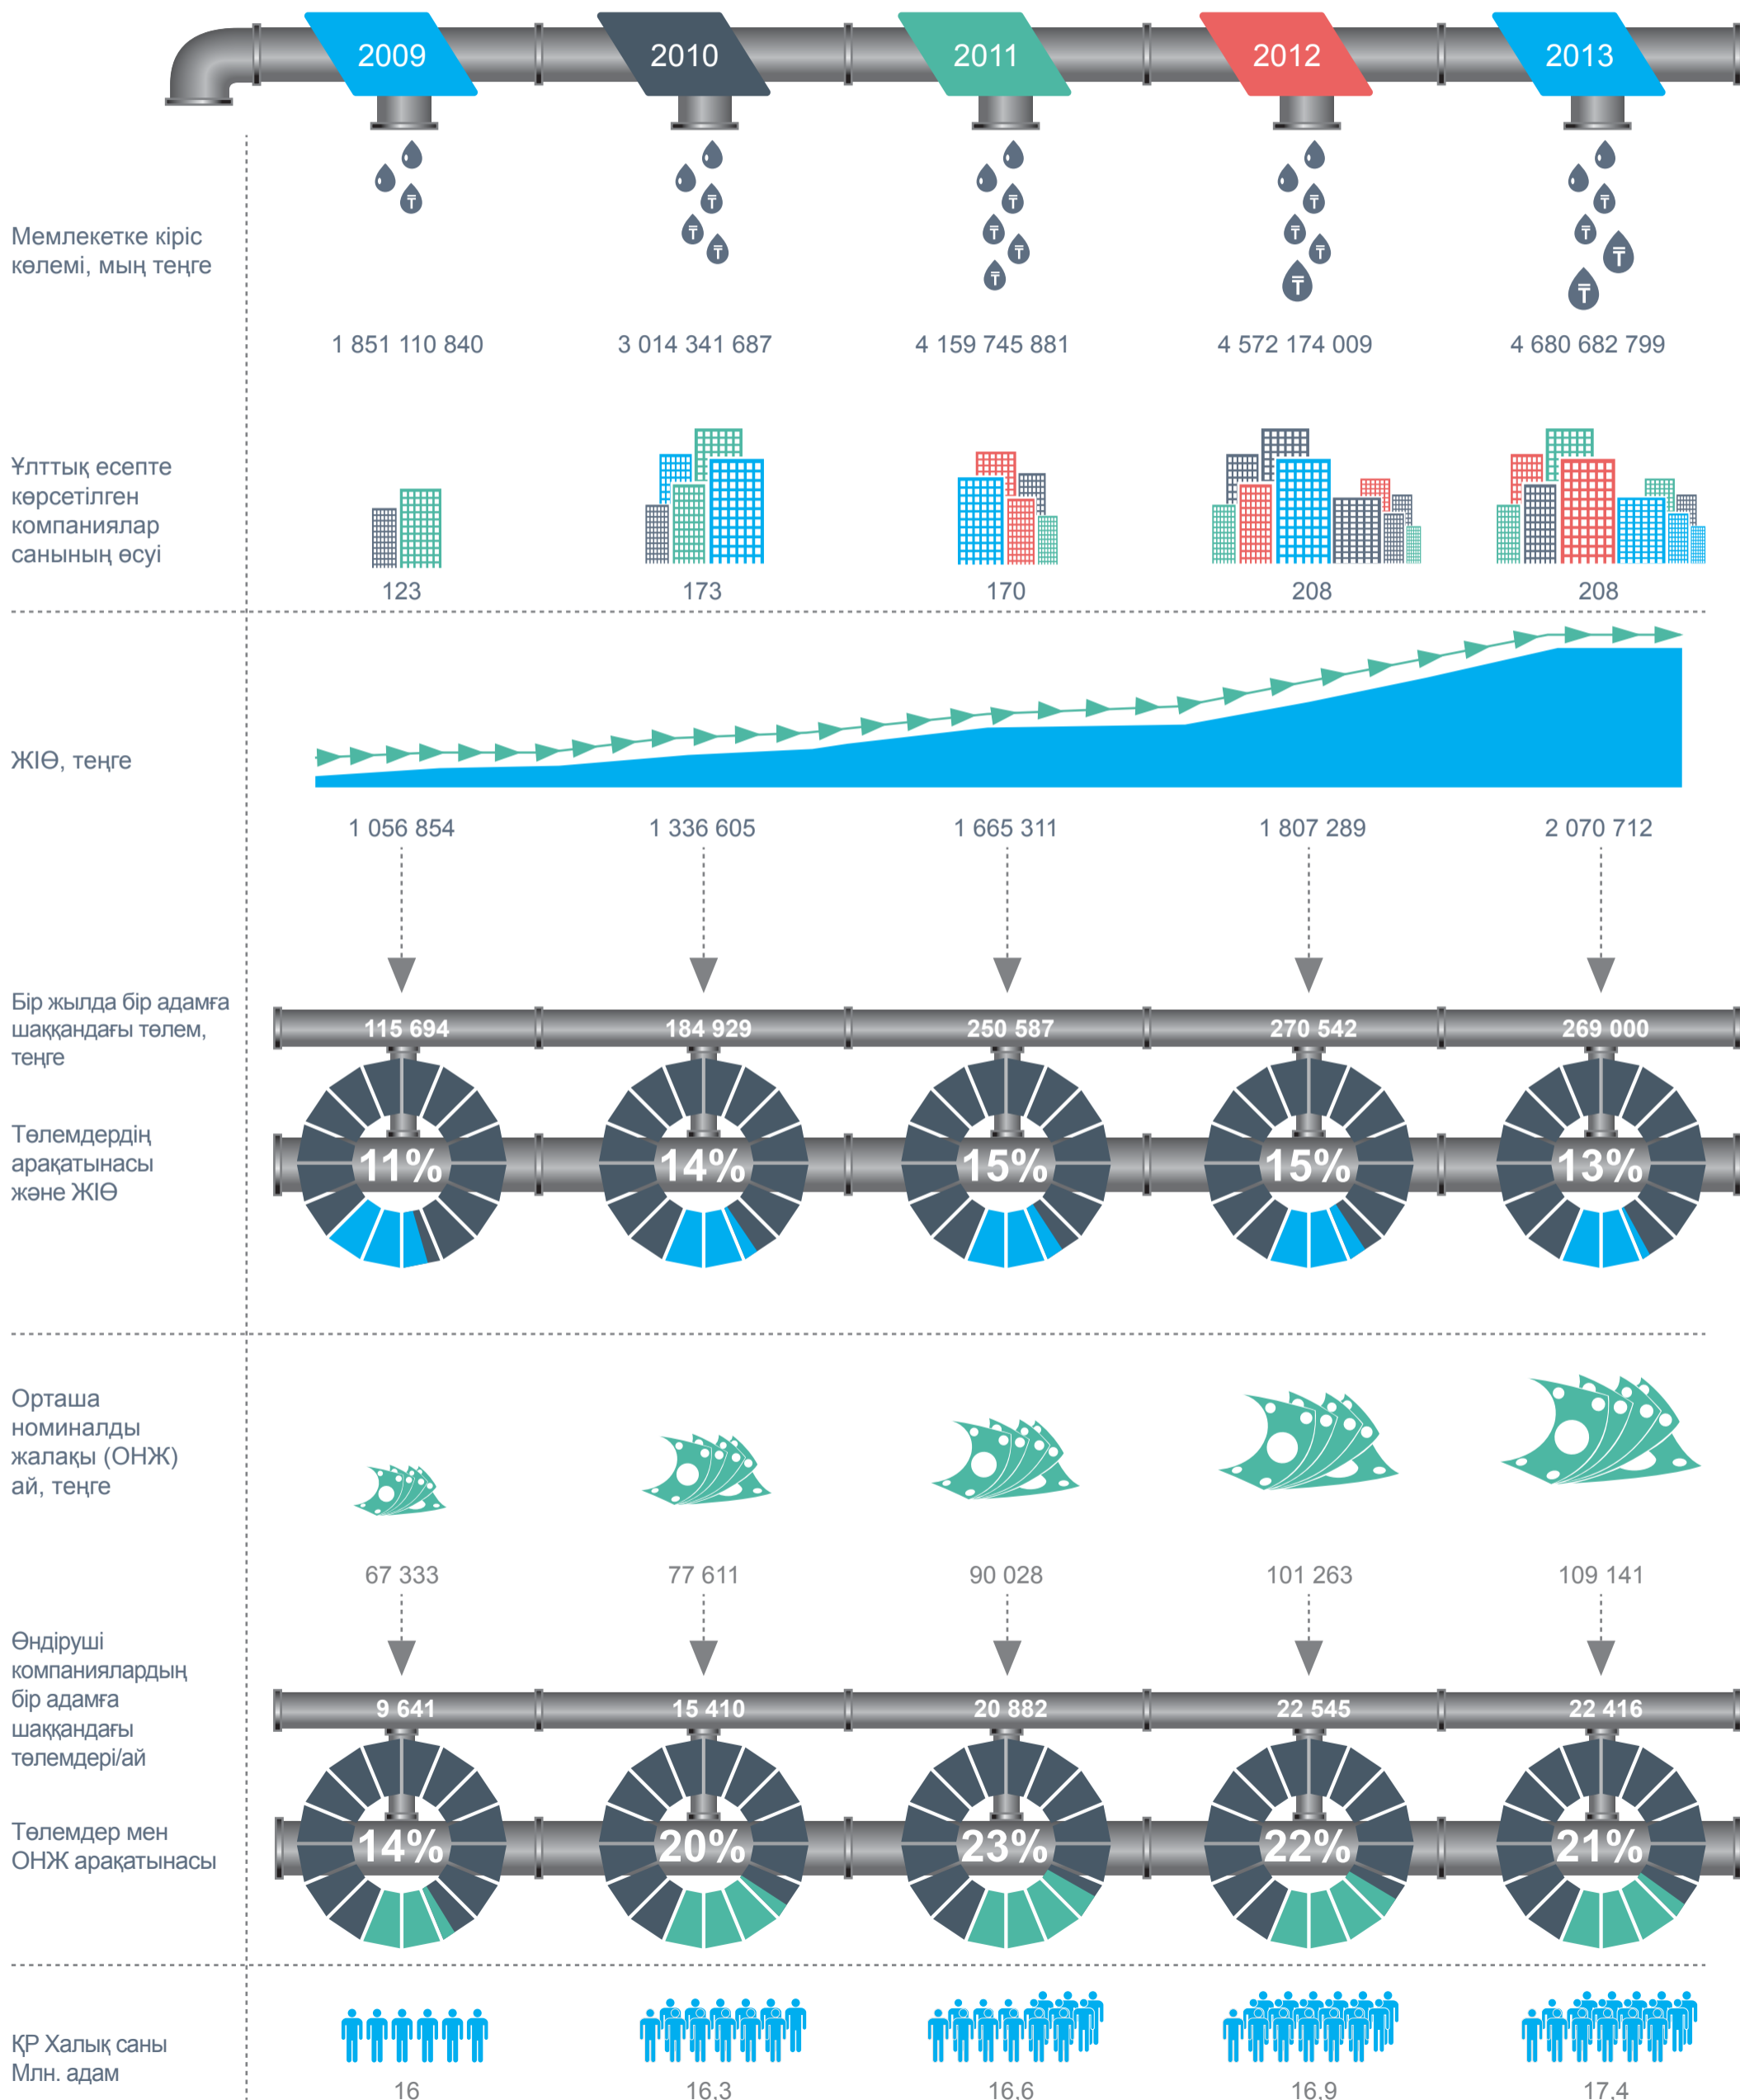 2009 2010 2011 2012 2013
Мемлекетке кіріс
көлемі, мың теңге
1 851 110 840 3 014 341 687 4 159 745 881 4 572 174 009 4 680 682 799
Ұлттық есепте
көрсетілген
компаниялар
санының өсуі
123 173 170 208 208
ЖІӨ, теңге
1 056 854 1 336 605 1 665 311 1 807 289 2 070 712
Бір жылда бір адамға
шаққандағы төлем,
теңге
115 694 184 929 250 587 270 542 269 000
Төлемдердің
арақатынасы
және ЖІӨ
11% 14% 15% 15% 13%
Орташа
номиналды
жалақы (ОНЖ)
ай, теңге
67 333 77 611 90 028 101 263 109 141
Өндіруші
компаниялардың
бір адамға
шаққандағы
төлемдері/ай
9 641 15 410 20 882 22 545 22 416
Төлемдер мен
ОНЖ арақатынасы
14% 20% 23% 22% 21%
ҚР Халық саны
Млн. адам
16 16,3 16,6 16,9 17,4